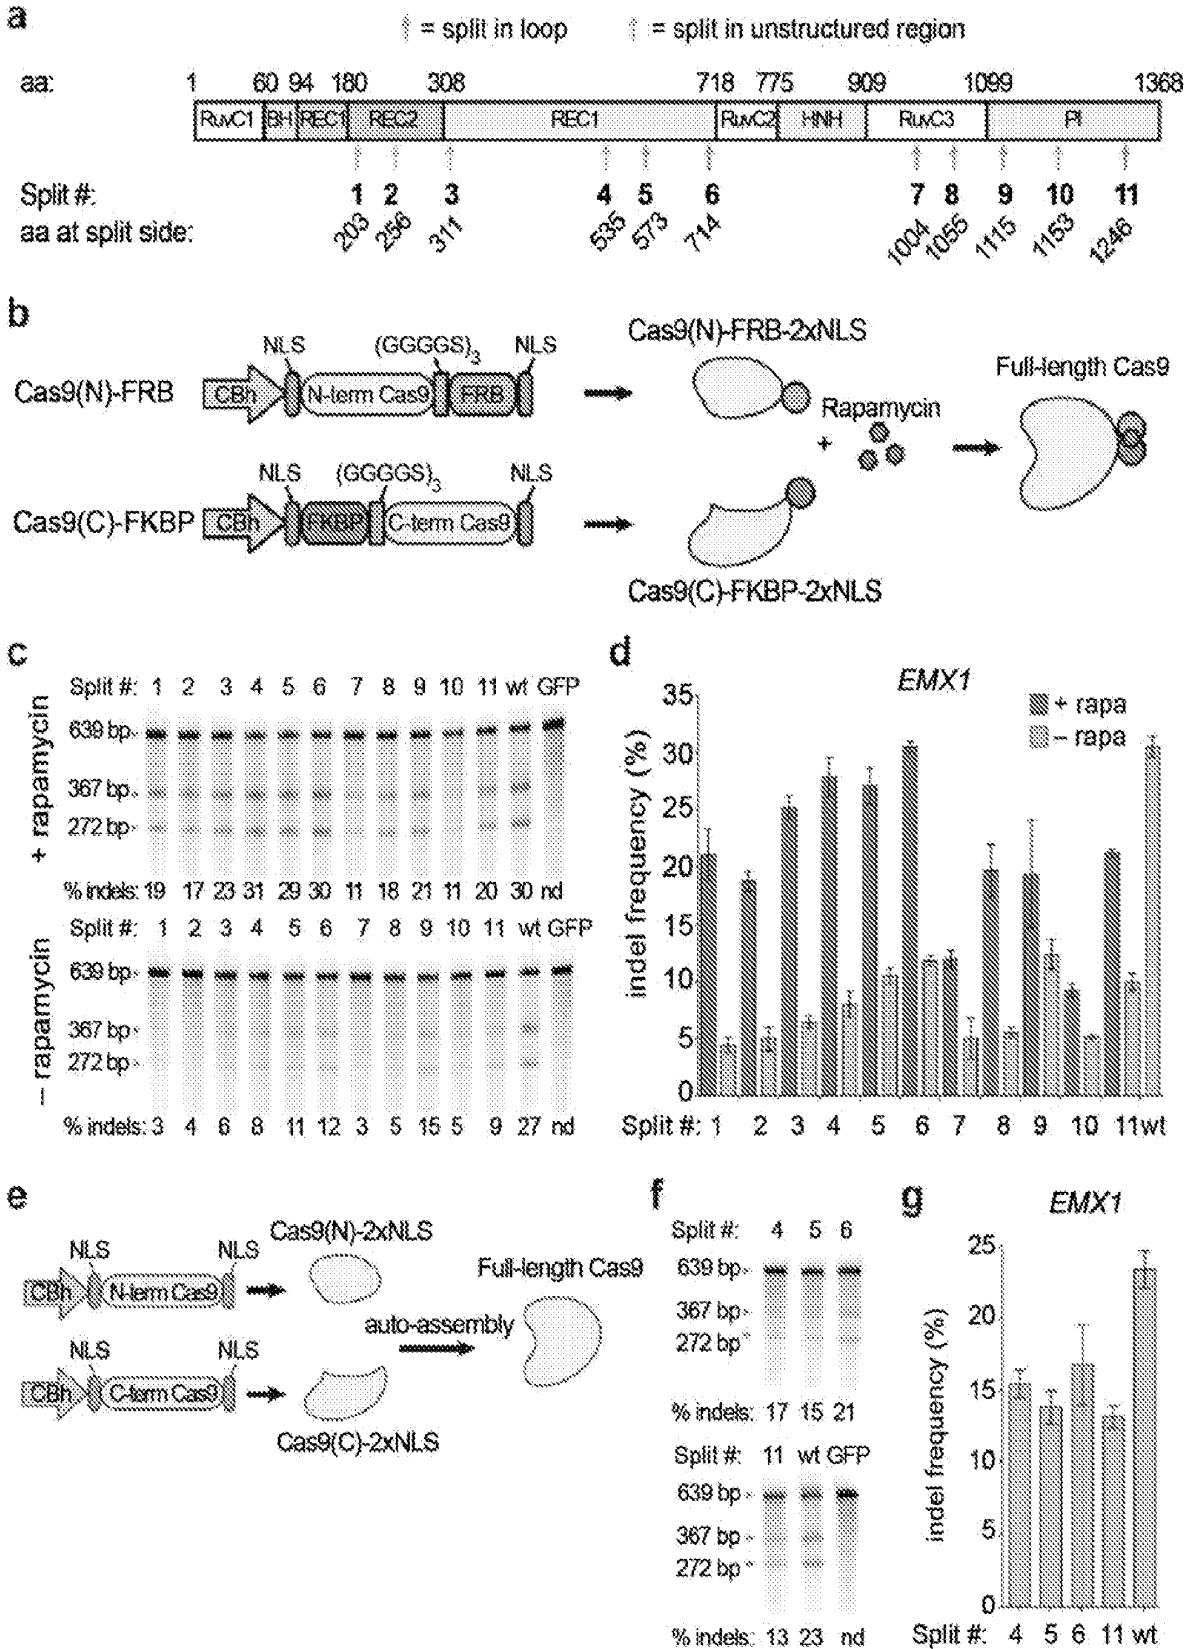 a
= split in loop = split in unstructured region
aa: 1 60 94 180 308 718 775 909 1099 1368
RuvC1 BH REC1 REC2 REC1 RuvC2 HNH RuvC3 PI
Split #: 1 2 3 4 5 6 7 8 9 10 11
aa at split side: 203 256 311 535 573 714 1004 1055 1115 1153 1246
b
Cas9(N)-FRB
NLS (GGGGS)3 NLS
CBh N-term Cas9 FRB
Cas9(N)-FRB-2xNLS
Rapamycin
+
Full-length Cas9
Cas9(C)-FKBP
NLS (GGGGS)3 NLS
CBh FKBP C-term Cas9
Cas9(C)-FKBP-2xNLS
c
+ rapamycin
Split #: 1 2 3 4 5 6 7 8 9 10 11 wt GFP
639 bp
367 bp
272 bp
% indels: 19 17 23 31 29 30 11 18 21 11 20 30 nd
– rapamycin
Split #: 1 2 3 4 5 6 7 8 9 10 11 wt GFP
639 bp
367 bp
272 bp
% indels: 3 4 6 8 11 12 3 5 15 5 9 27 nd
d
EMX1
+ rapa
– rapa
indel frequency (%)
35
30
25
20
15
10
5
0
Split #: 1 2 3 4 5 6 7 8 9 10 11 wt
e
NLS NLS
CBh N-term Cas9
Cas9(N)-2xNLS
NLS NLS
CBh C-term Cas9
Cas9(C)-2xNLS
auto-assembly
Full-length Cas9
f
Split #: 4 5 6
639 bp
367 bp
272 bp
% indels: 17 15 21
Split #: 11 wt GFP
639 bp
367 bp
272 bp
% indels: 13 23 nd
g
EMX1
indel frequency (%)
25
20
15
10
5
0
Split #: 4 5 6 11 wt